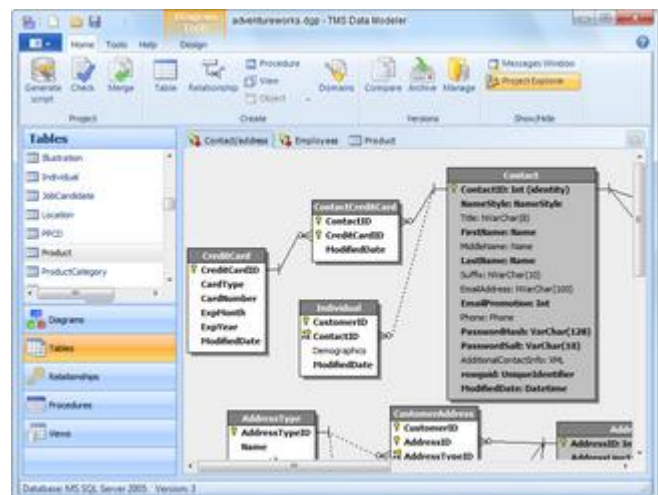 Diagram Tools
adventureworks.dgp - TMS Data Modeler
Home Tools Help Design
Generate script
Check
Merge
Table
Relationship
Procedure
View
Object
Domains
Compare
Archive
Manage
Messages Window
Project Explorer
Project
Create
Versions
Show/Hide
Tables
Illustration
Individual
JobCandidate
Location
PPCD
Product
ProductCategory
Diagrams
Tables
Relationships
Procedures
Views
Contact/address
Employees
Product
CreditCard
CreditCardID
CardType
CardNumber
ExpMonth
ExpYear
ModifiedDate
ContactCreditCard
ContactID
CreditCardID
ModifiedDate
Individual
CustomerID
ContactID
Demographics
ModifiedDate
Contact
ContactID: Int (identity)
NameStyle: NameStyle
Title: NVarChar(8)
FirstName: Name
MiddleName: Name
LastName: Name
Suffix: NVarChar(10)
EmailAddress: NVarChar(100)
EmailPromotion: Int
Phone: Phone
PasswordHash: VarChar(128)
PasswordSalt: VarChar(10)
AdditionalContactInfo: XML
rowguid: UniqueIdentifier
ModifiedDate: Datetime
AddressType
AddressTypeID
Name
CustomerAddress
CustomerID
AddressID
AddressTypeID
Addr
AddressID: In
Database: MS SQL Server 2005 Version: 3